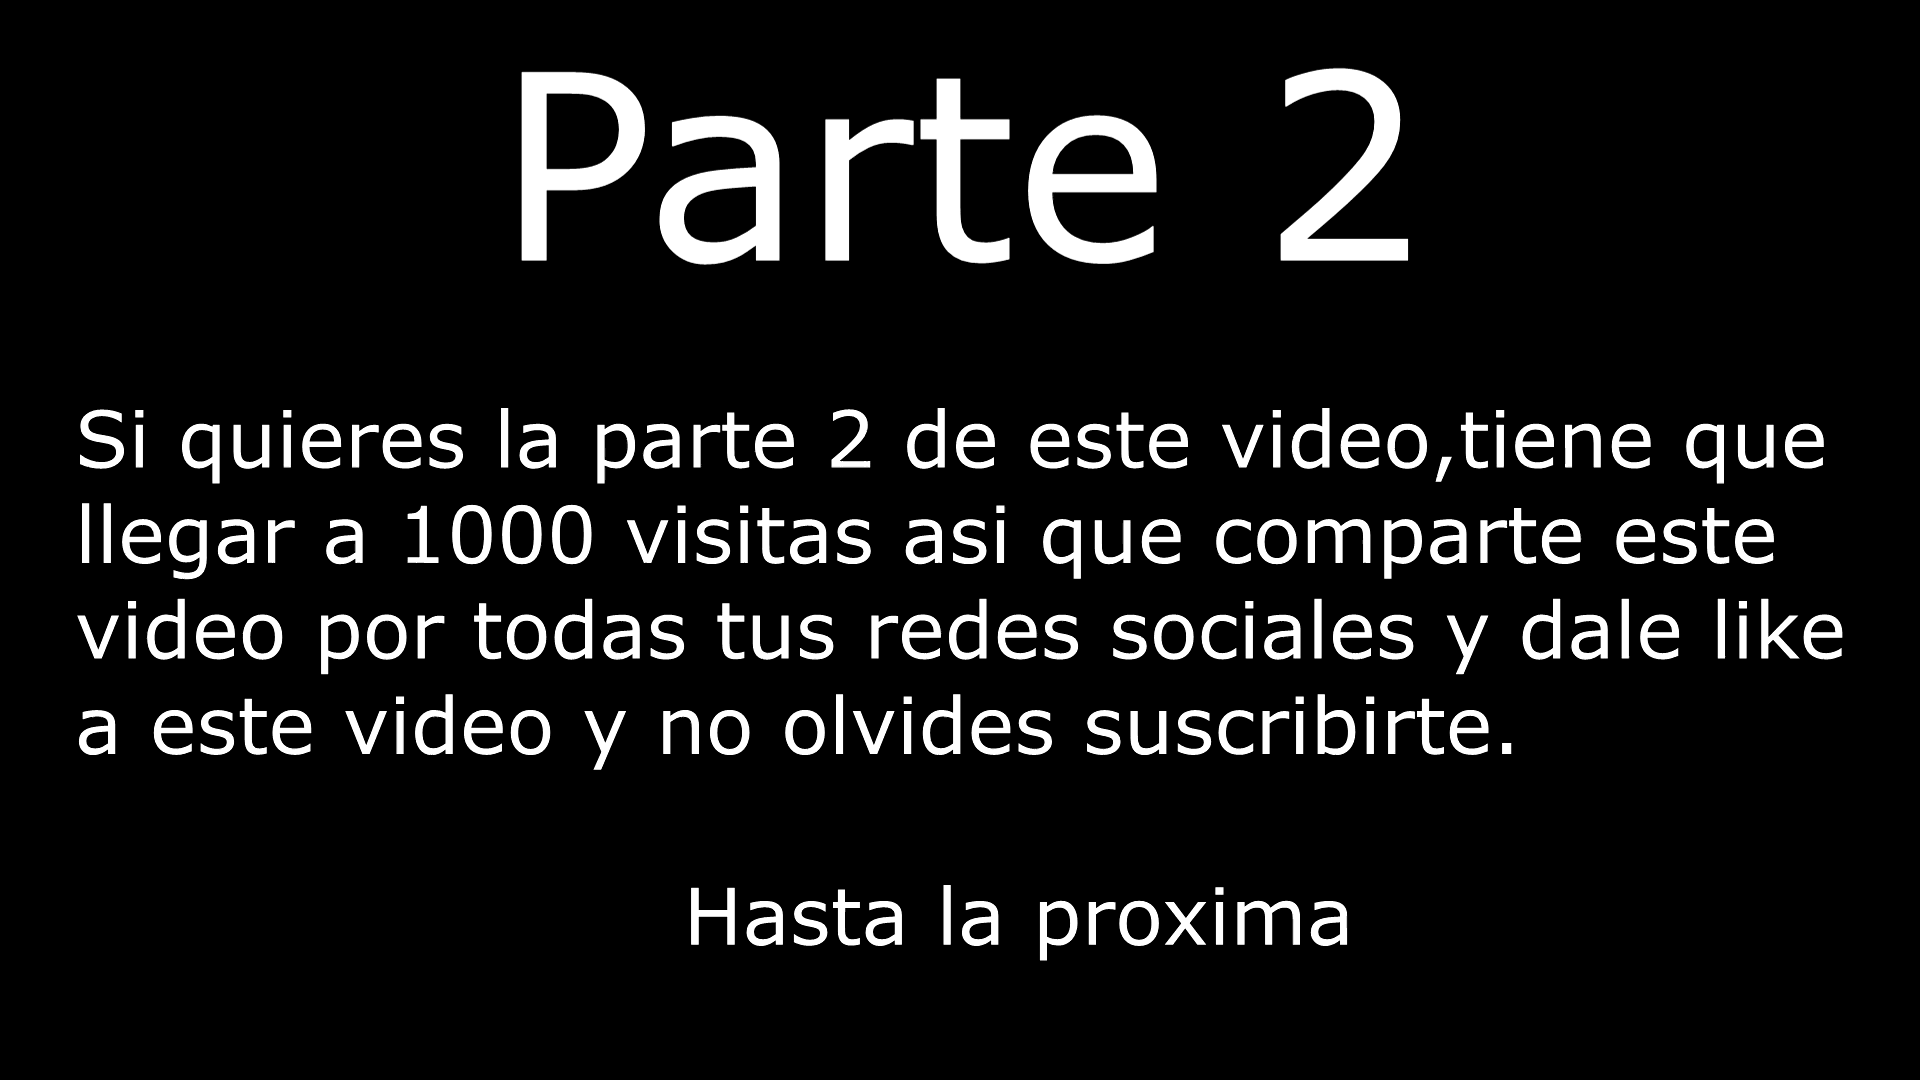 Parte 2
Si quieres la parte 2 de este video,tiene que
llegar a 1000 visitas asi que comparte este
video por todas tus redes sociales y dale like
a este video y no olvides suscribirte.
Hasta la proxima